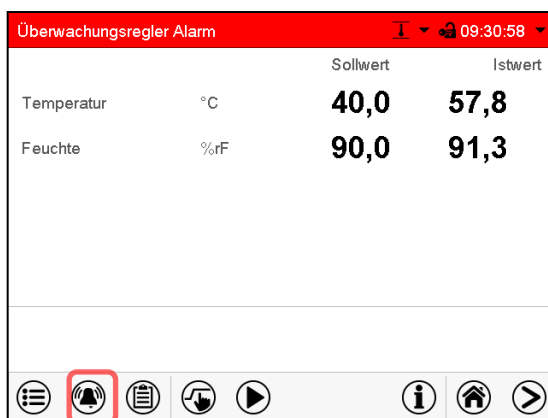 Überwachungsregler Alarm 09:30:58
Sollwert Istwert
Temperatur °C 40,0 57,8
Feuchte %rF 90,0 91,3